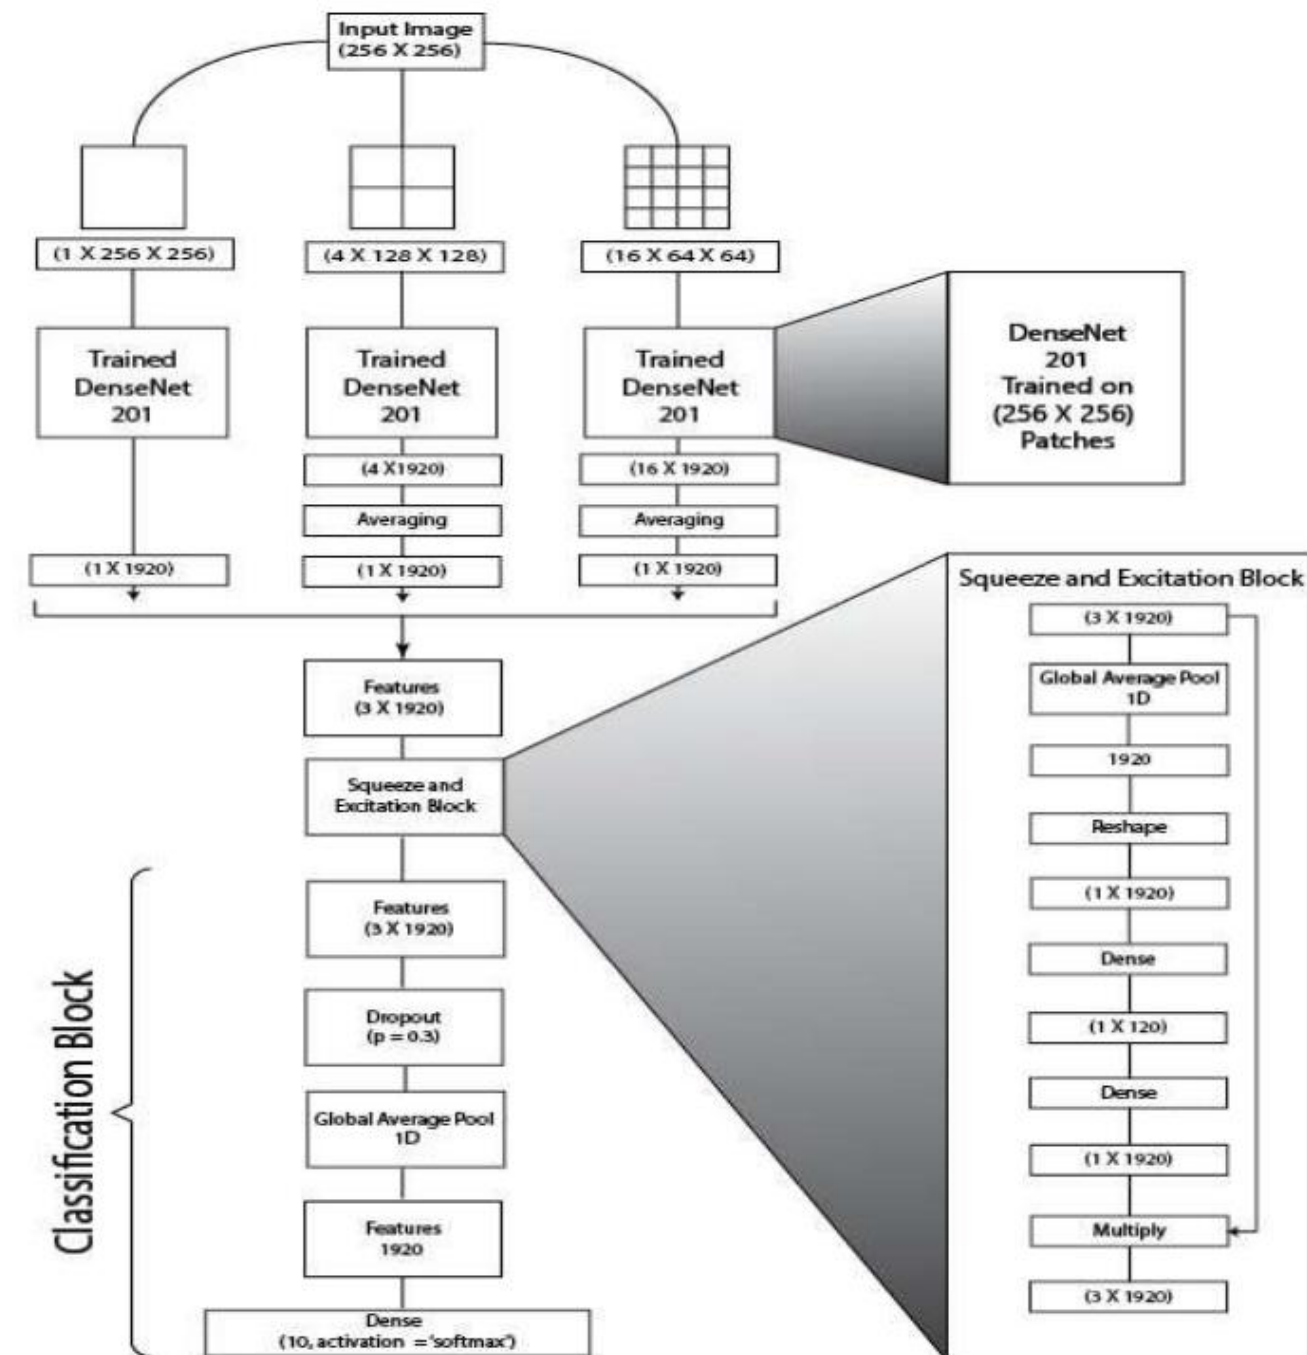 Input Image
(256 X 256)
(1 X 256 X 256)
(4 X 128 X 128)
(16 X 64 X 64)
Trained
DenseNet
201
Trained
DenseNet
201
Trained
DenseNet
201
DenseNet
201
Trained on
(256 X 256)
Patches
(4 X1920)
(16 X 1920)
Averaging
Averaging
(1 X 1920)
(1 X 1920)
(1 X 1920)
Features
(3 X 1920)
Squeeze and
Excitation Block
Classification Block
Features
(3 X 1920)
Dropout
(p = 0.3)
Global Average Pool
1D
Features
1920
Dense
(10, activation = 'softmax')
Squeeze and Excitation Block
(3 X 1920)
Global Average Pool
1D
1920
Reshape
(1 X 1920)
Dense
(1 X 120)
Dense
(1 X 1920)
Multiply
(3 X 1920)